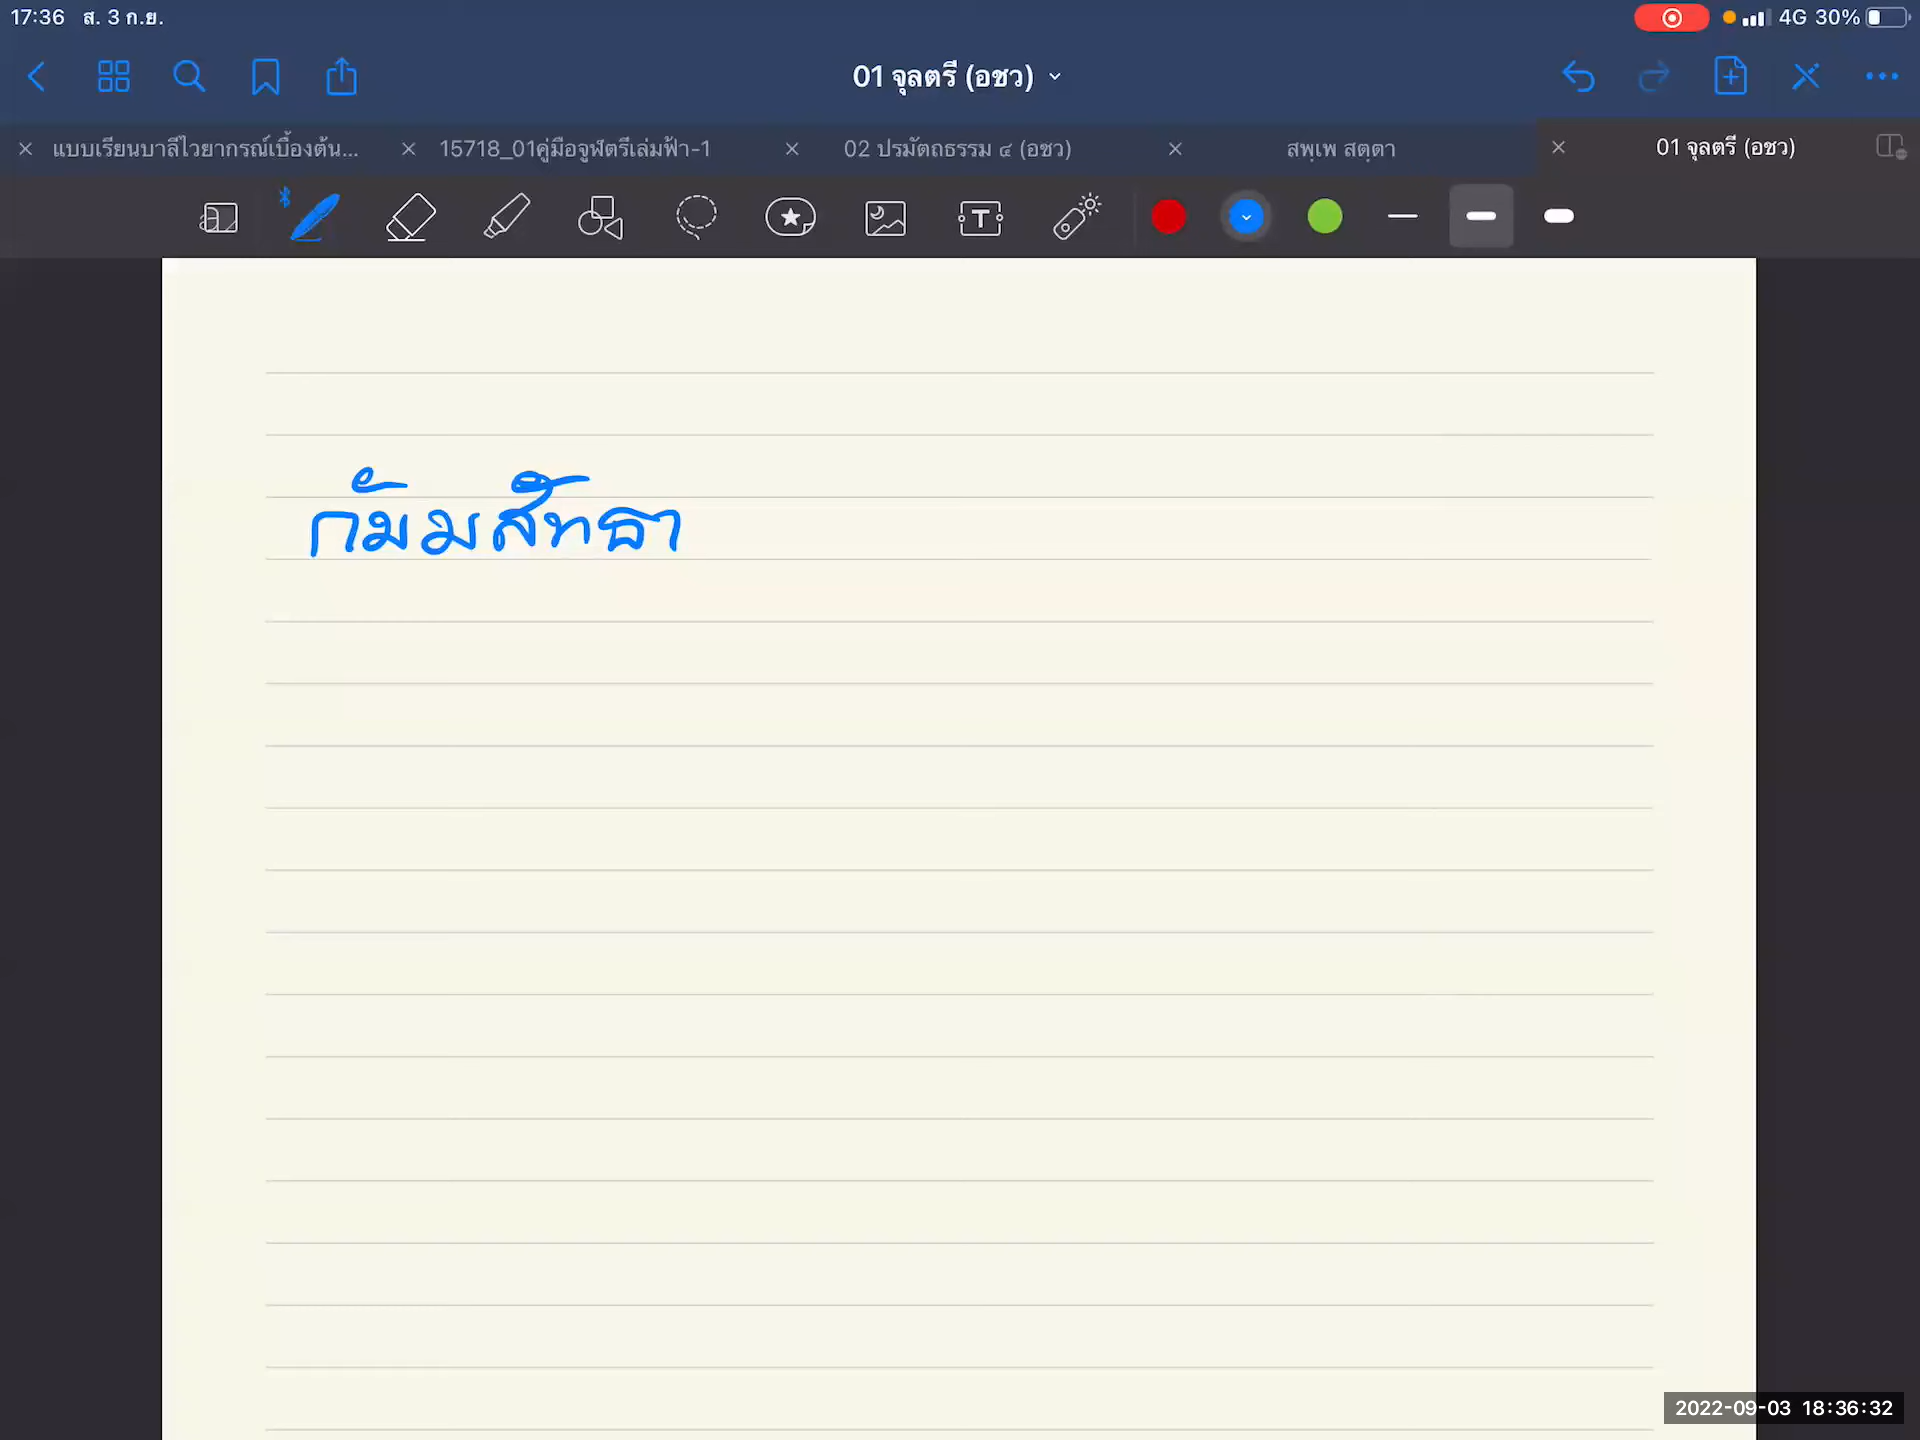 17:36 ส. 3 ก.ย. 4G 30%
01 จุลตรี (อชว)
แบบเรียนบาลีไวยากรณ์เบื้องต้น... 15718_01คู่มือจูฬตรีเล่มฟ้า-1 02 ปรมัตถธรรม ๔ (อชว) สพฺเพ สตฺตา 01 จุลตรี (อชว)
กัมมสัทธา
2022-09-03 18:36:32